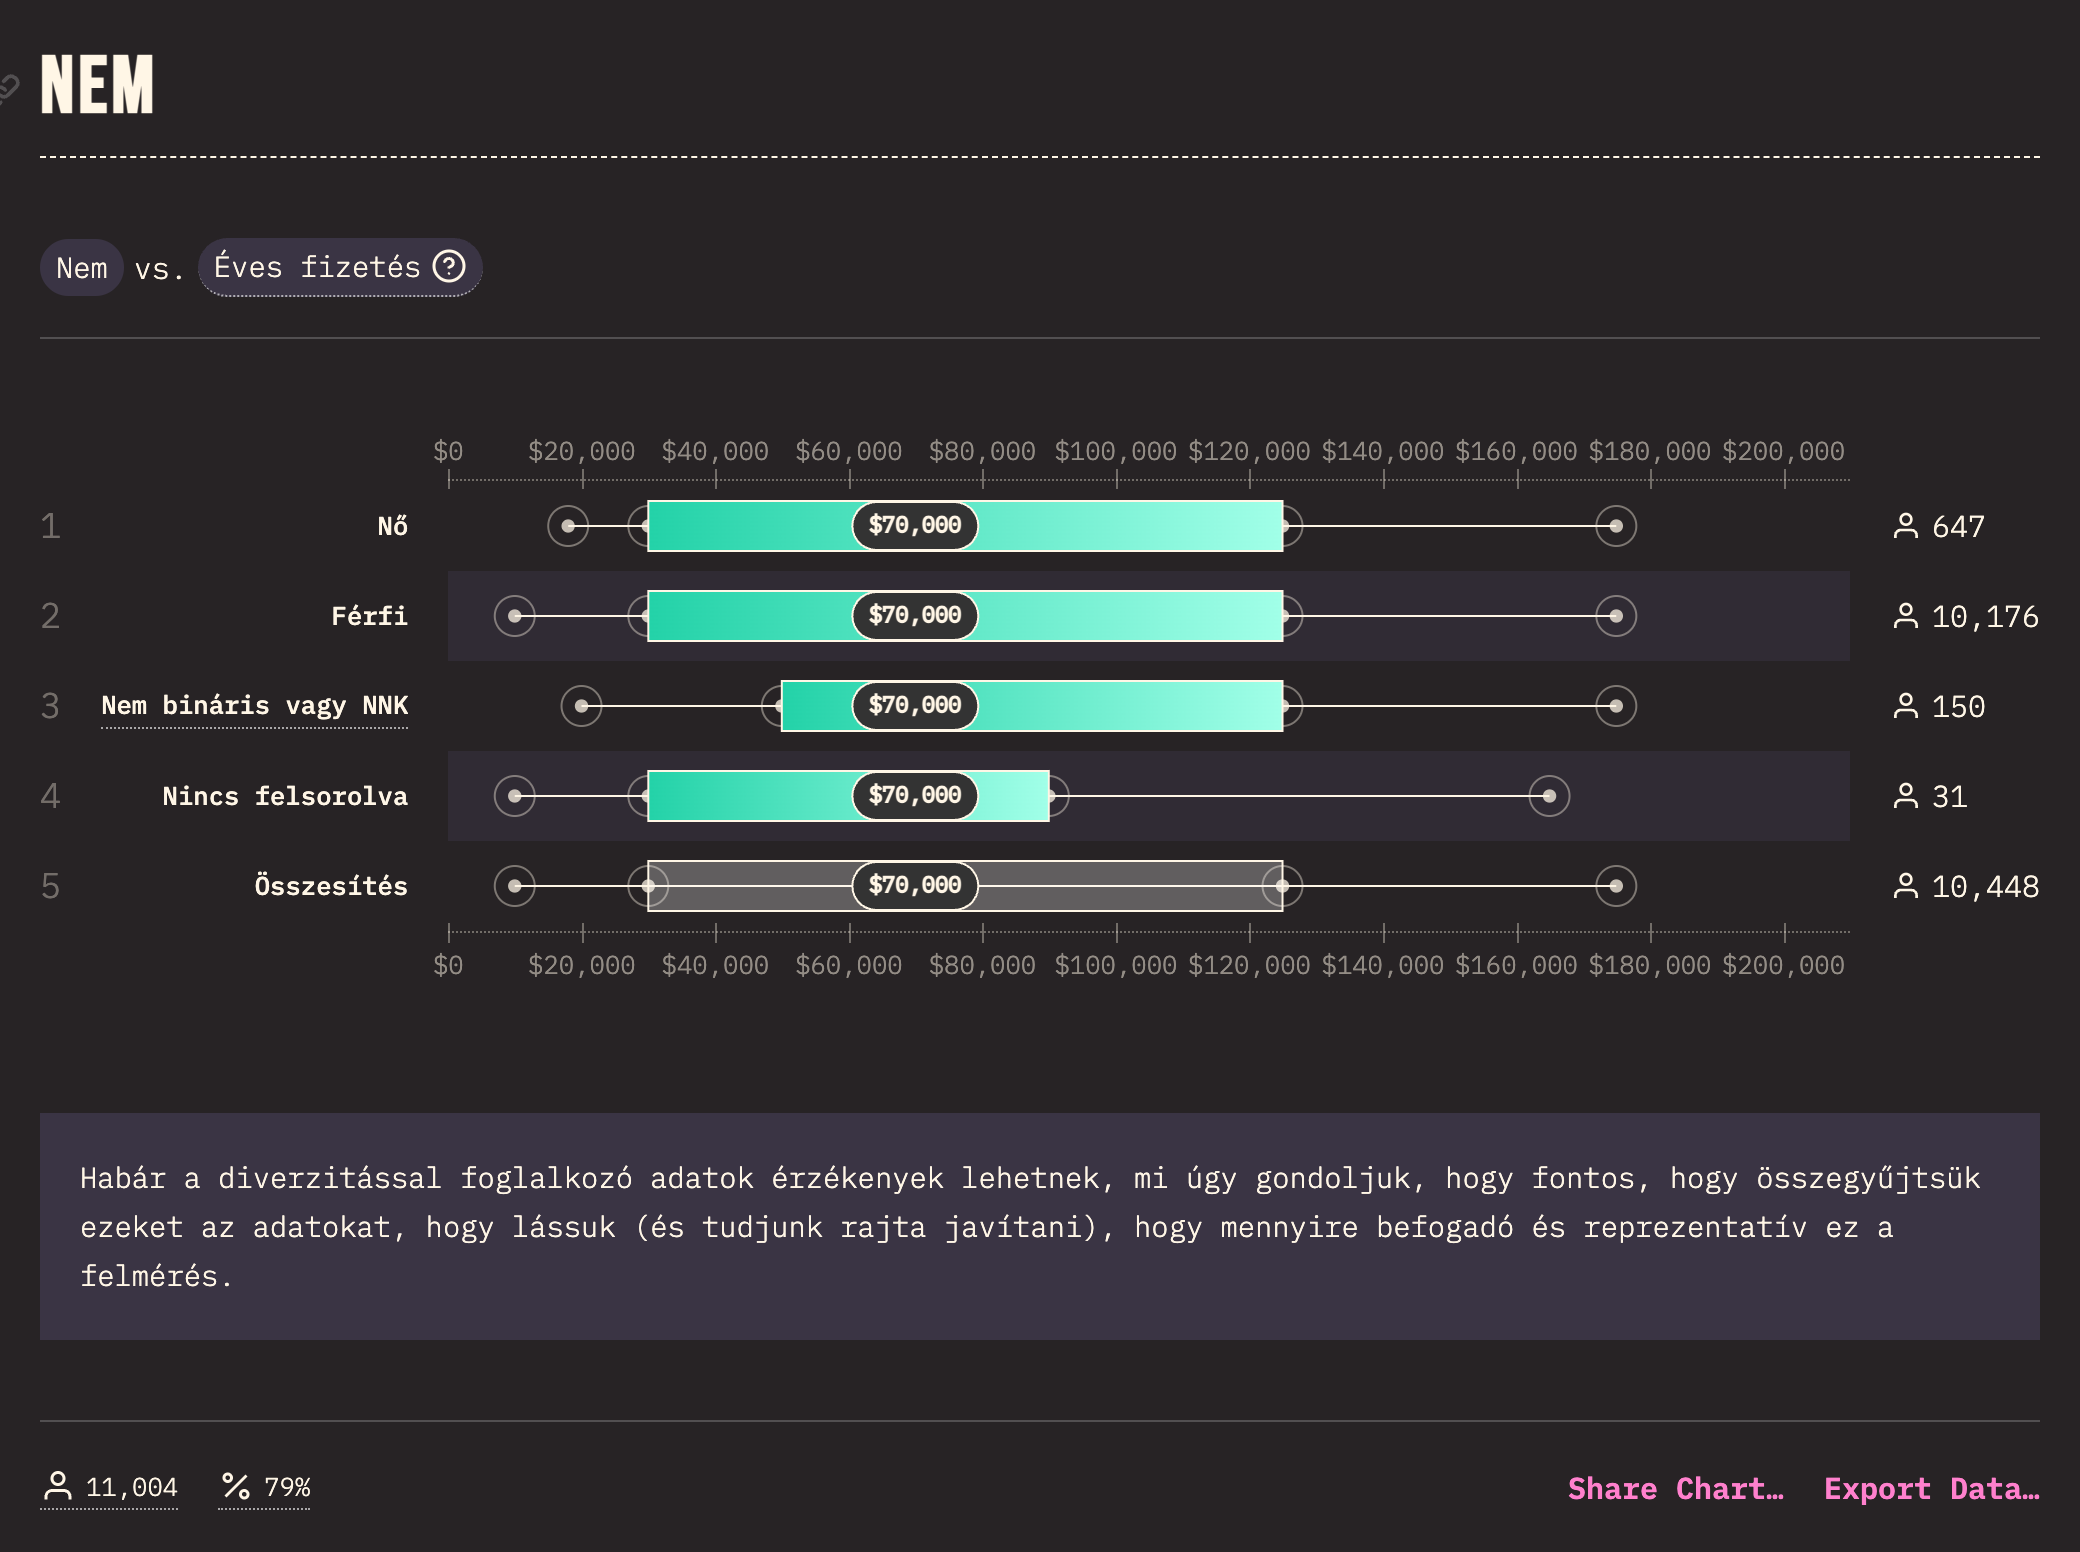 NEM
Nem vs. Éves fizetés
$0 $20,000 $40,000 $60,000 $80,000 $100,000 $120,000 $140,000 $160,000 $180,000 $200,000
1 Nő $70,000 647
2 Férfi $70,000 10,176
3 Nem bináris vagy NNK $70,000 150
4 Nincs felsorolva $70,000 31
5 Összesítés $70,000 10,448
$0 $20,000 $40,000 $60,000 $80,000 $100,000 $120,000 $140,000 $160,000 $180,000 $200,000
Habár a diverzitással foglalkozó adatok érzékenyek lehetnek, mi úgy gondoljuk, hogy fontos, hogy összegyűjtsük
ezeket az adatokat, hogy lássuk (és tudjunk rajta javítani), hogy mennyire befogadó és reprezentatív ez a
felmérés.
11,004 79% Share Chart… Export Data…